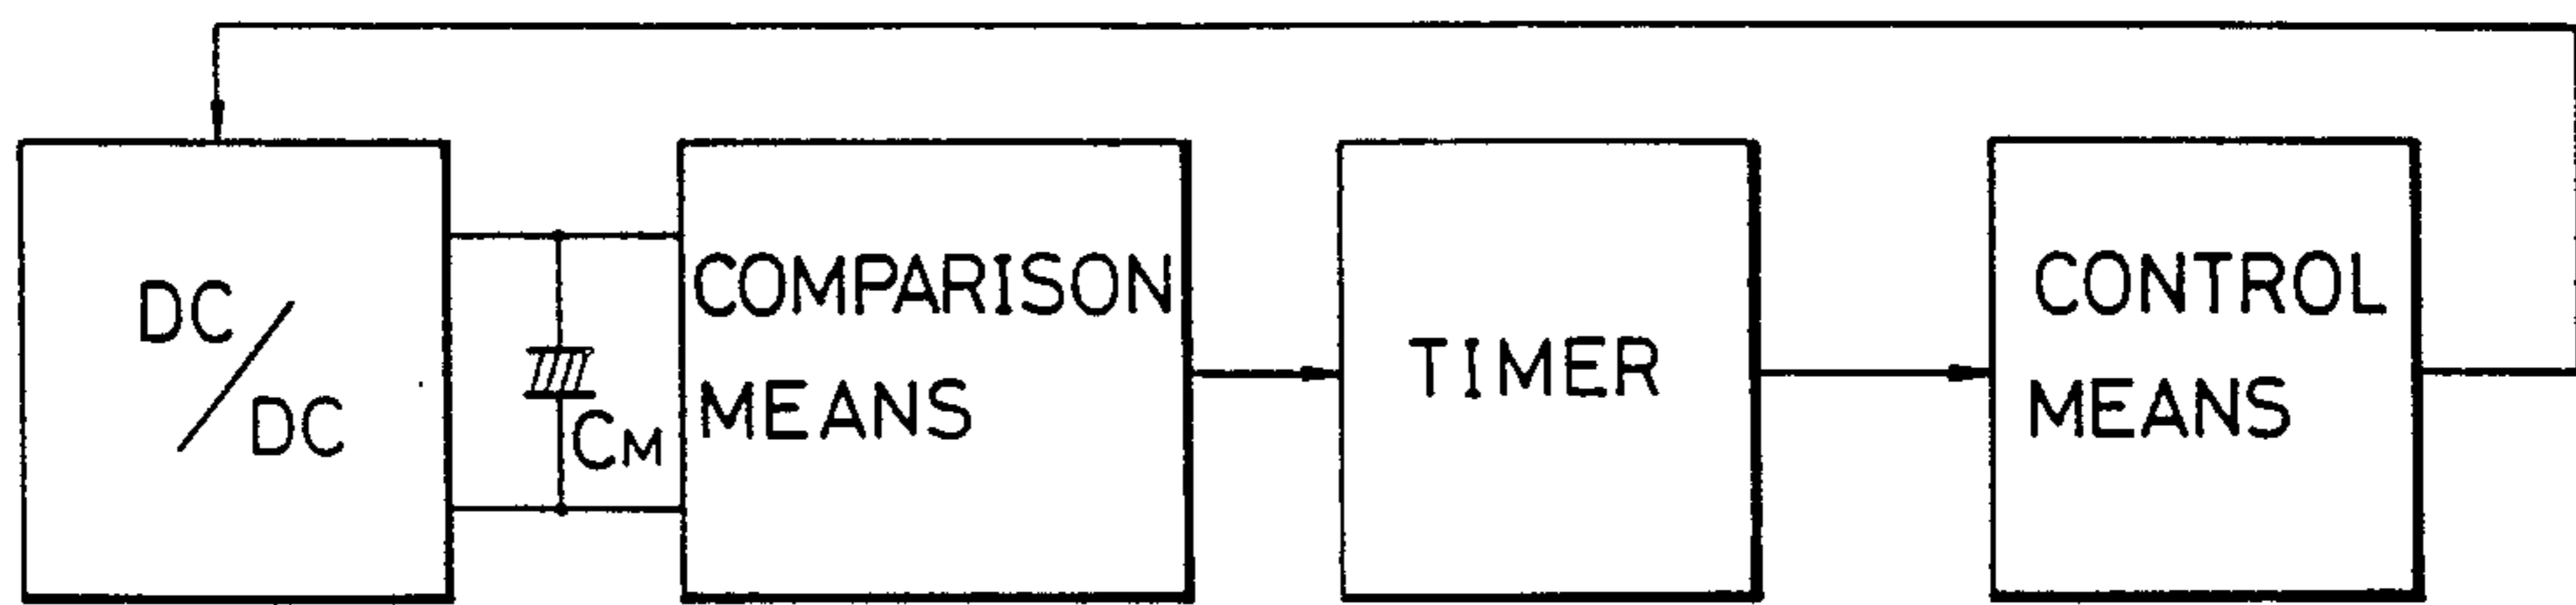 DC/DC
CM
COMPARISON
MEANS
TIMER
CONTROL
MEANS